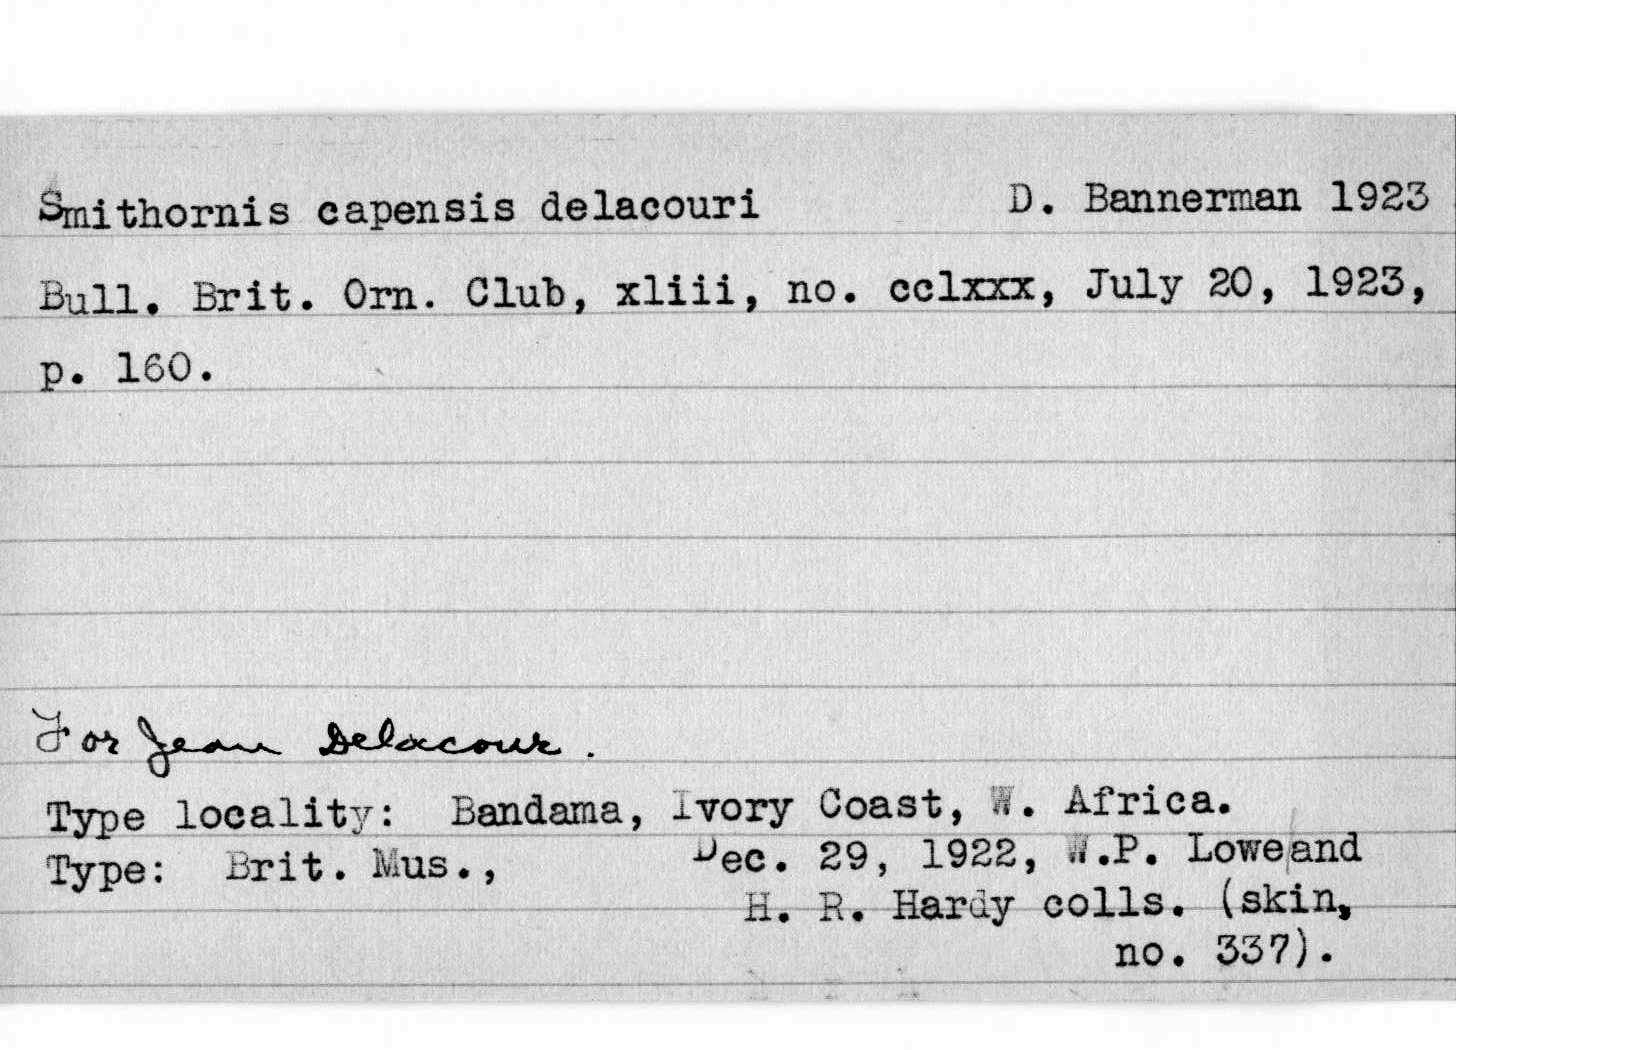 Smithornis capensis delacouri D. Bannerman 1923
Bull. Brit. Orn. Club, xliii, no. cclxxx, July 20, 1923,
p. 160.
For Jean Delacour.
Type locality: Bandama, Ivory Coast, W. Africa.
Type: Brit. Mus., Dec. 29, 1922, W.P. Lowe/and
H. R. Hardy colls. (skin,
no. 337).